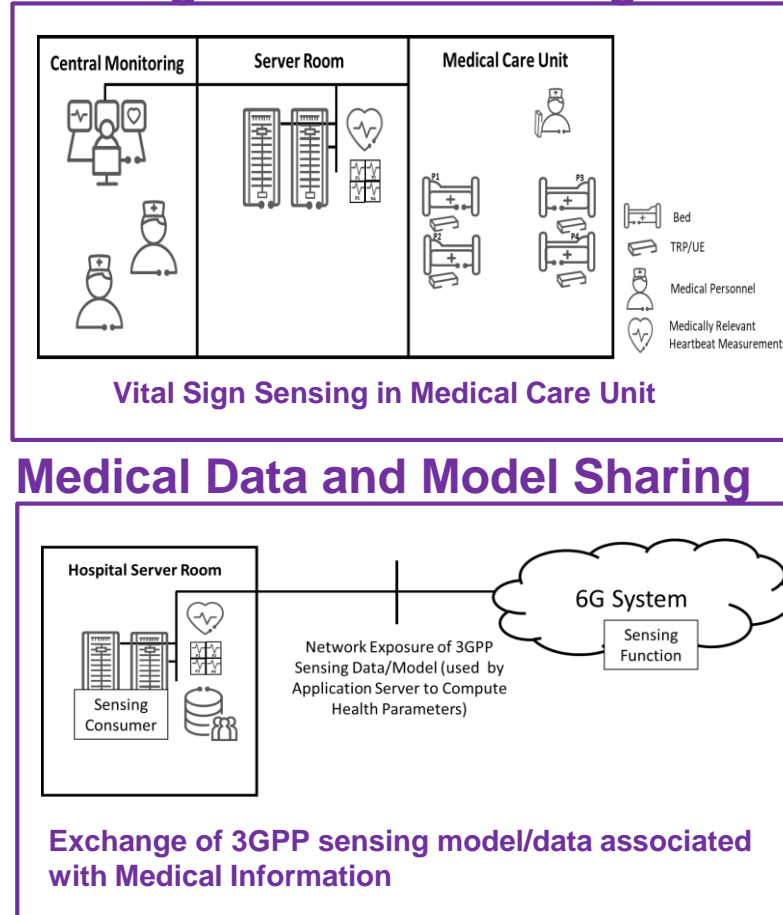 Central Monitoring
Server Room
Medical Care Unit
P1
P3
P2
P4
Bed
TRP/UE
Medical Personnel
Medically Relevant
Heartbeat Measurements
Vital Sign Sensing in Medical Care Unit
Medical Data and Model Sharing
Hospital Server Room
Sensing
Consumer
Network Exposure of 3GPP
Sensing Data/Model (used by
Application Server to Compute
Health Parameters)
6G System
Sensing
Function
Exchange of 3GPP sensing model/data associated
with Medical Information